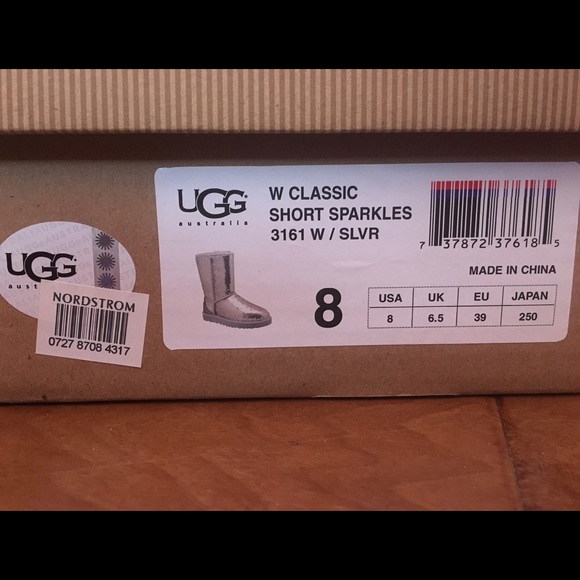 UGG
australia
W CLASSIC
SHORT SPARKLES
3161 W / SLVR
7 37872 37618 5
MADE IN CHINA
8
USA UK EU JAPAN
8 6.5 39 250
UGG
aust
NORDSTROM
0727 8708 4317